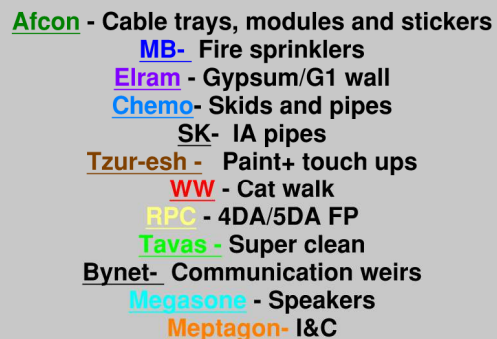 Afcon - Cable trays, modules and stickers
MB- Fire sprinklers
Elram - Gypsum/G1 wall
Chemo- Skids and pipes
SK- IA pipes
Tzur-esh - Paint+ touch ups
WW - Cat walk
RPC - 4DA/5DA FP
Tavas - Super clean
Bynet- Communication weirs
Megasone - Speakers
Meptagon- I&C